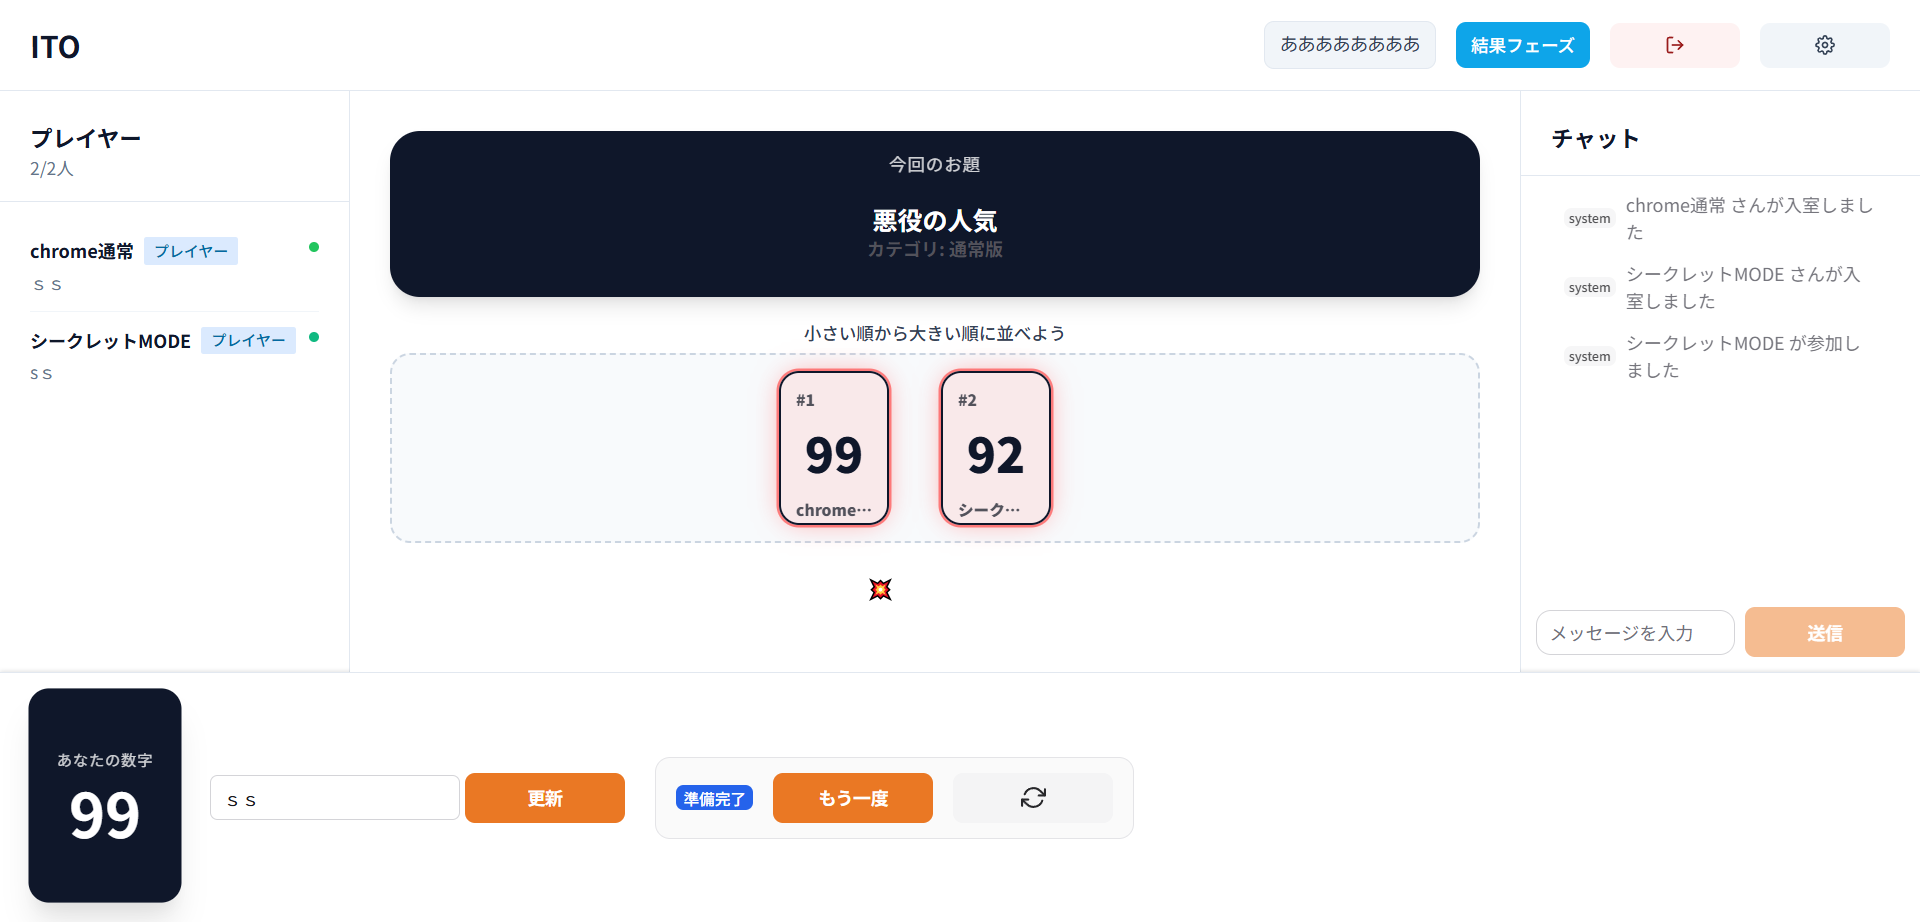 ITO
ああああああああ
結果フェーズ
プレイヤー
2/2人
chrome通常 プレイヤー
ｓｓ
シークレットMODE プレイヤー
sｓ
今回のお題
悪役の人気
カテゴリ: 通常版
小さい順から大きい順に並べよう
#1
99
chrome…
#2
92
シーク…
チャット
system
chrome通常 さんが入室しまし
た
system
シークレットMODE さんが入
室しました
system
シークレットMODE が参加し
ました
メッセージを入力
送信
あなたの数字
99
ｓｓ
更新
準備完了
もう一度